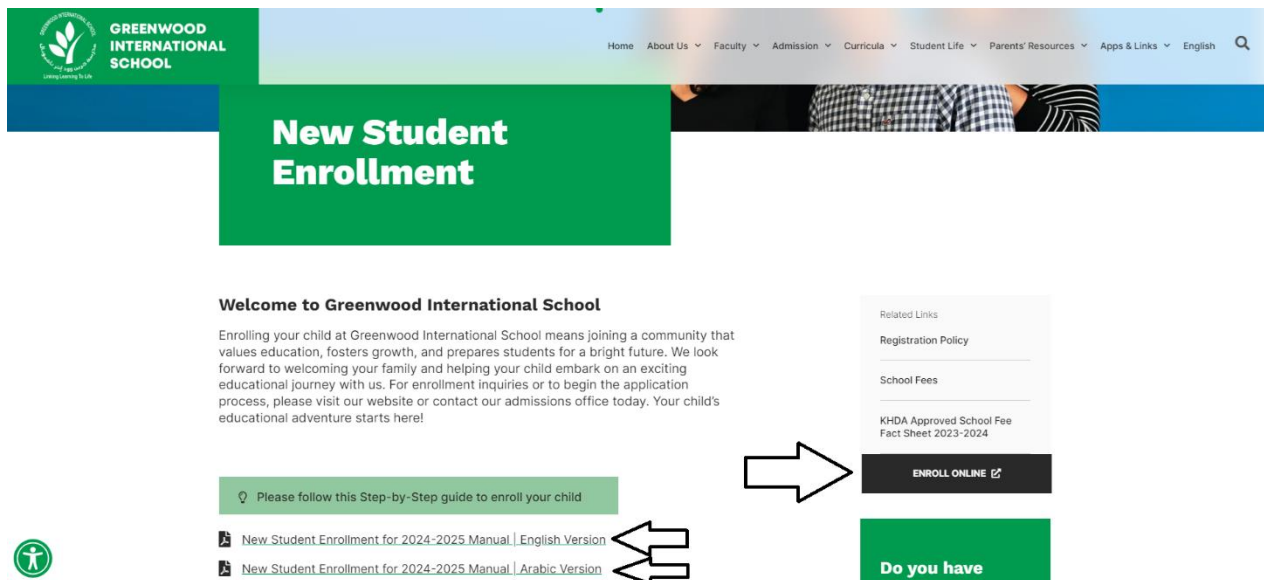 GREENWOOD
INTERNATIONAL
SCHOOL
Linking Learning To Life
Home About Us Faculty Admission Curricula Student Life Parents' Resources Apps & Links English
New Student
Enrollment
Welcome to Greenwood International School
Enrolling your child at Greenwood International School means joining a community that
values education, fosters growth, and prepares students for a bright future. We look
forward to welcoming your family and helping your child embark on an exciting
educational journey with us. For enrollment inquiries or to begin the application
process, please visit our website or contact our admissions office today. Your child's
educational adventure starts here!
Please follow this Step-by-Step guide to enroll your child
New Student Enrollment for 2024-2025 Manual | English Version
New Student Enrollment for 2024-2025 Manual | Arabic Version
Related Links
Registration Policy
School Fees
KHDA Approved School Fee
Fact Sheet 2023-2024
ENROLL ONLINE
Do you have